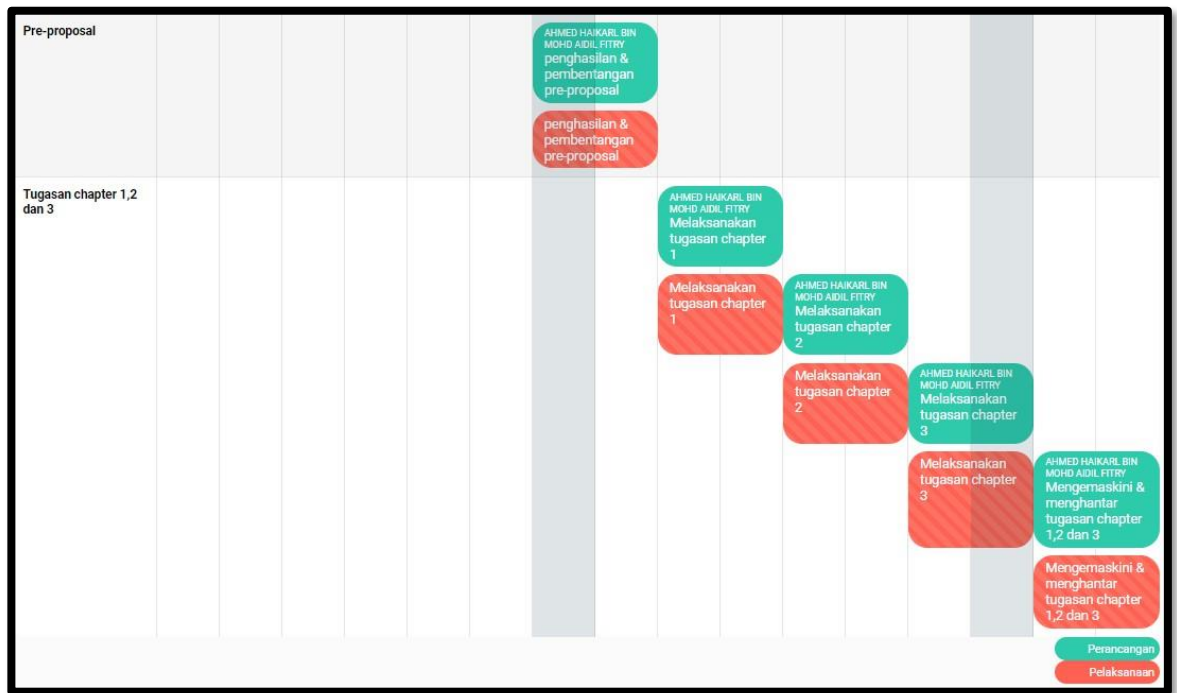 Pre-proposal
AHMED HAIKARL BIN
MOHD AIDIL FITRY
penghasilan &
pembentangan
pre-proposal
penghasilan &
pembentangan
pre-proposal
Tugasan chapter 1,2
dan 3
AHMED HAIKARL BIN
MOHD AIDIL FITRY
Melaksanakan
tugasan chapter
1
Melaksanakan
tugasan chapter
1
AHMED HAIKARL BIN
MOHD AIDIL FITRY
Melaksanakan
tugasan chapter
2
Melaksanakan
tugasan chapter
2
AHMED HAIKARL BIN
MOHD AIDIL FITRY
Melaksanakan
tugasan chapter
3
Melaksanakan
tugasan chapter
3
AHMED HAIKARL BIN
MOHD AIDIL FITRY
Mengemaskini &
menghantar
tugasan chapter
1,2 dan 3
Mengemaskini &
menghantar
tugasan chapter
1,2 dan 3
Perancangan
Pelaksanaan